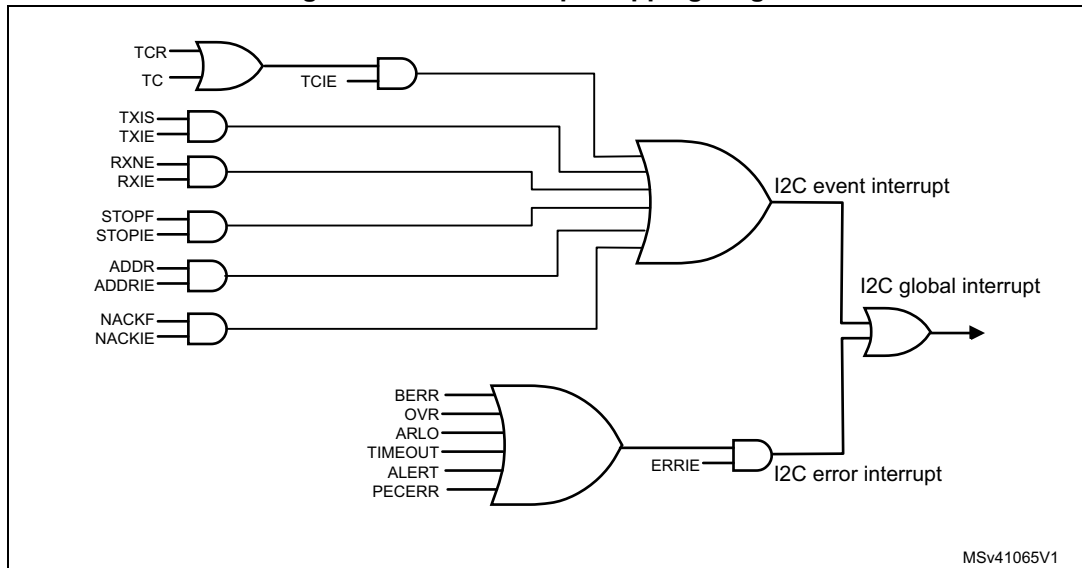 TCR
TC
TCIE
TXIS
TXIE
RXNE
RXIE
I2C event interrupt
STOPF
STOPIE
ADDR
ADDRIE
I2C global interrupt
NACKF
NACKIE
BERR
OVR
ARLO
TIMEOUT
ERRIE
ALERT
I2C error interrupt
PECERR
MSv41065V1